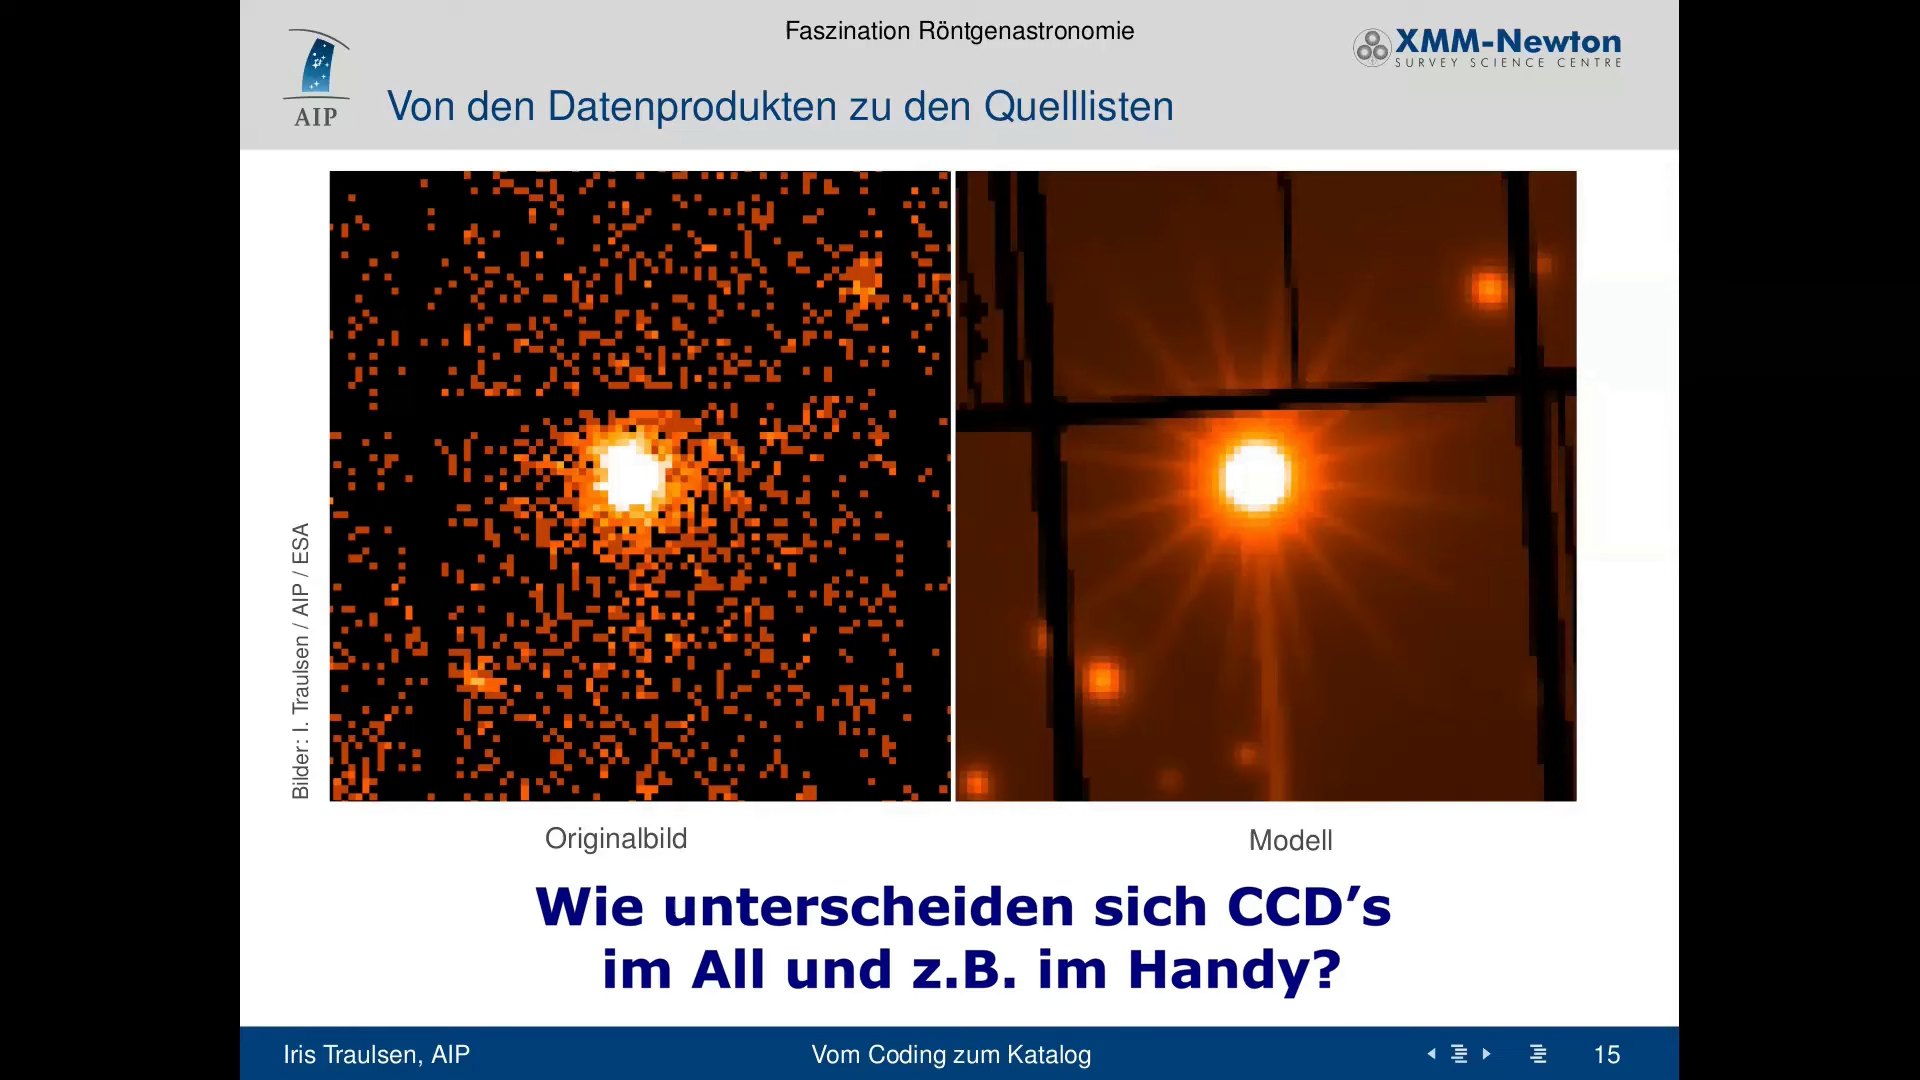 Faszination Röntgenastronomie
XMM-Newton
SURVEY SCIENCE CENTRE
AIP
Von den Datenprodukten zu den Quelllisten
Bilder: I. Traulsen / AIP / ESA
Originalbild
Modell
Wie unterscheiden sich CCD’s
im All und z.B. im Handy?
Iris Traulsen, AIP
Vom Coding zum Katalog
15